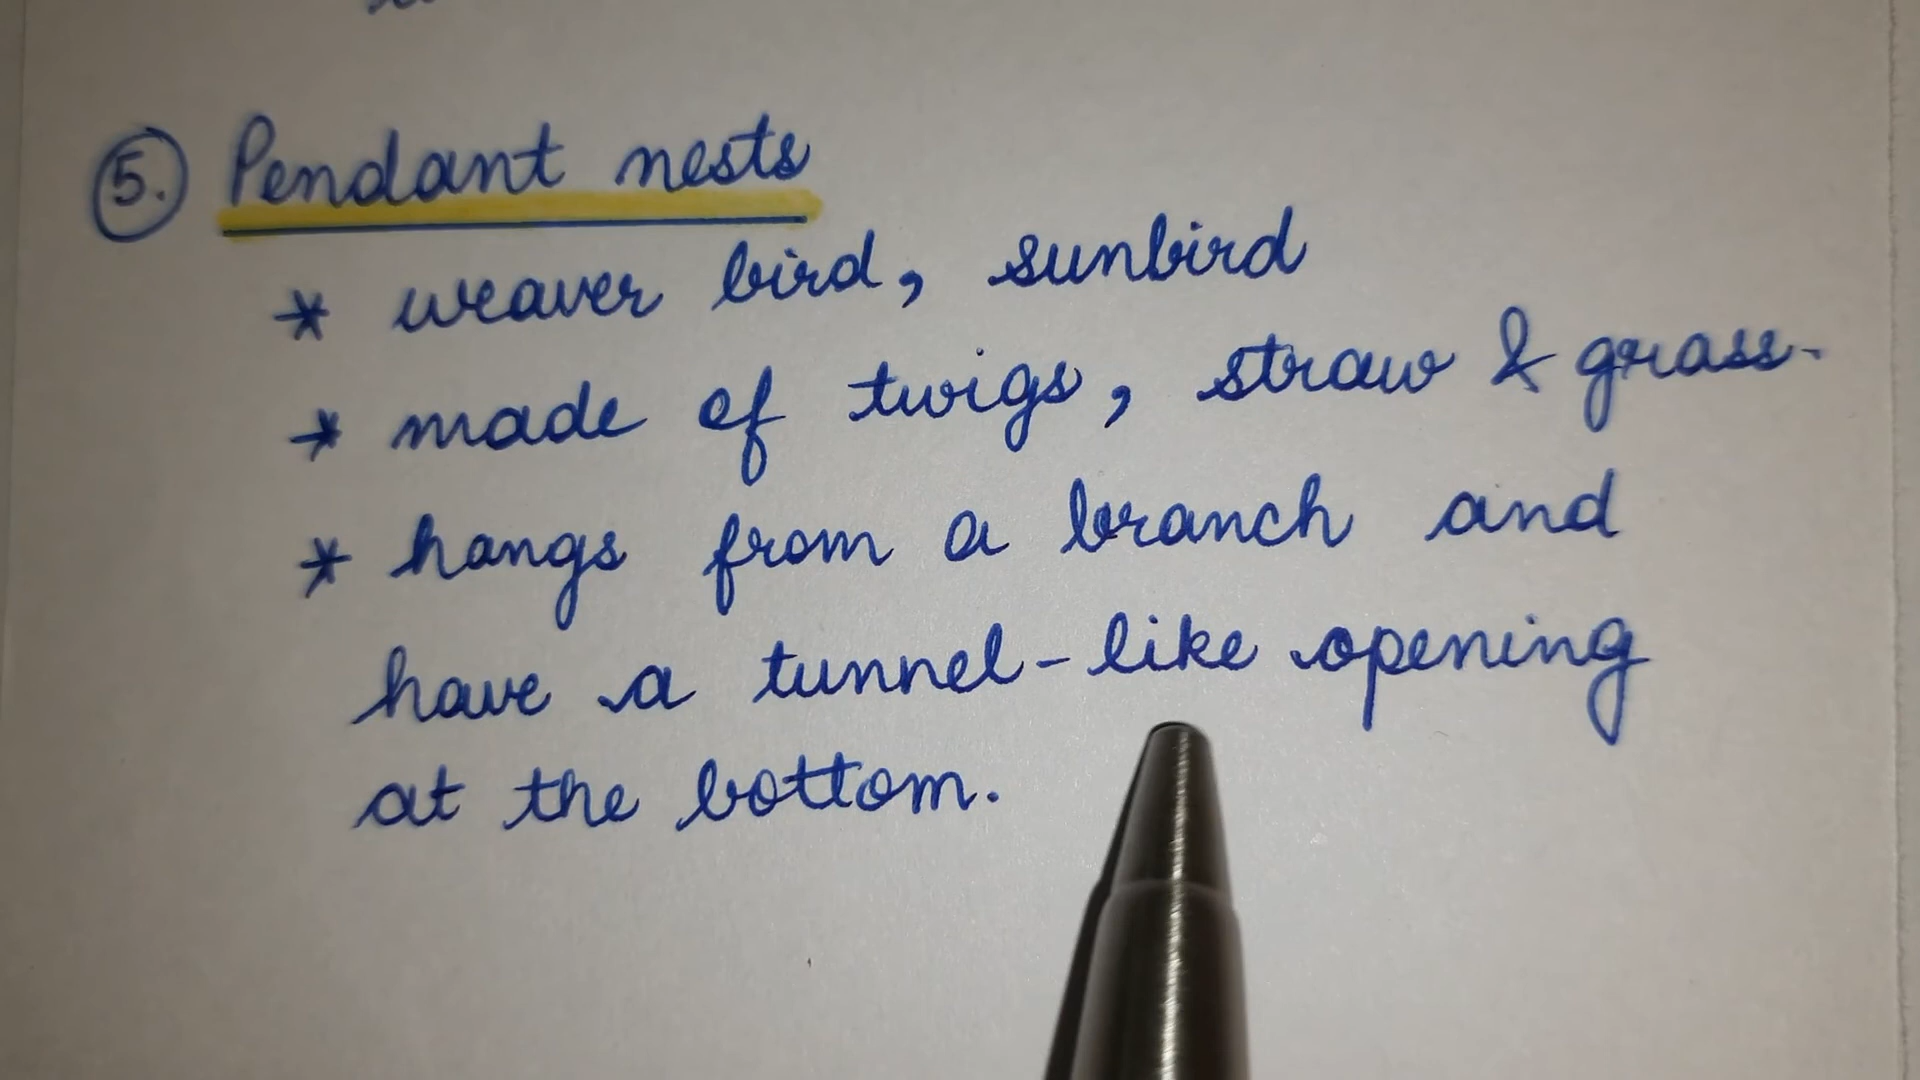 5. Pendant nests
* weaver bird, sunbird
* made of twigs, straw & grass.
* hangs from a branch and
have a tunnel-like opening
at the bottom.